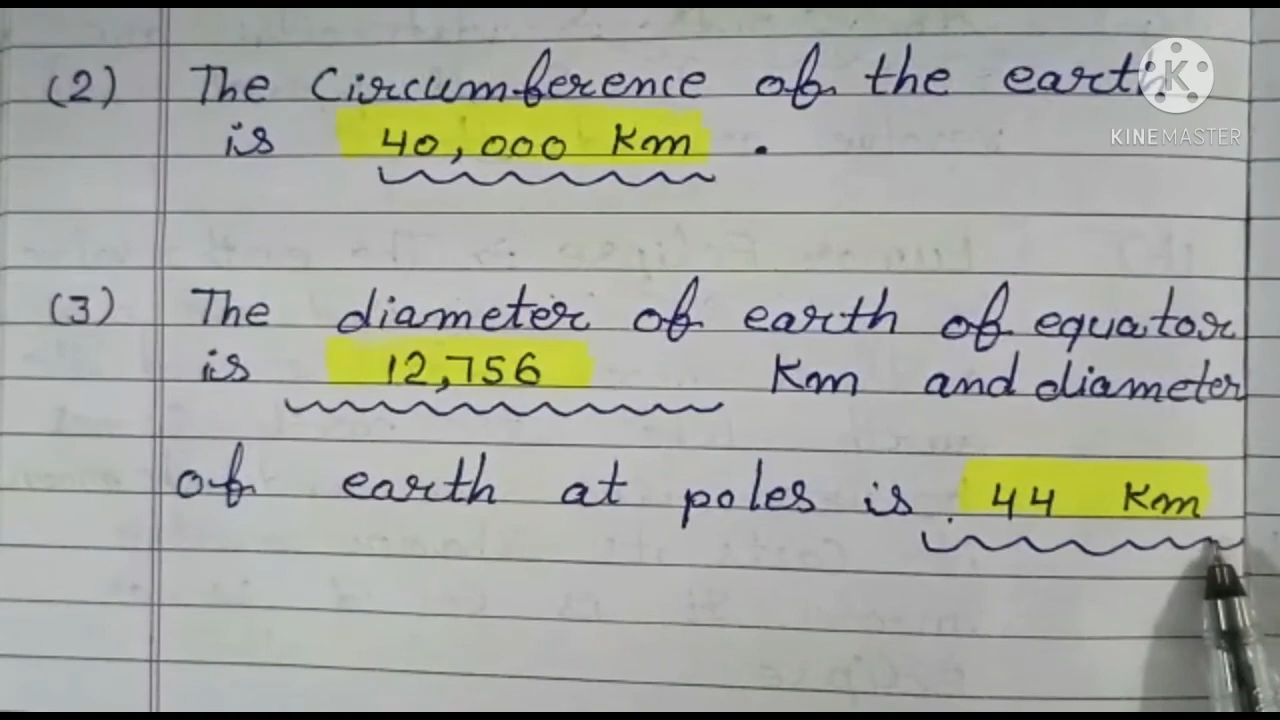 (2) The Circumference of the earth
is 40,000 Km .
KINEMASTER
(3) The diameter of earth of equator
is 12,756 Km and diameter
of earth at poles is 44 Km